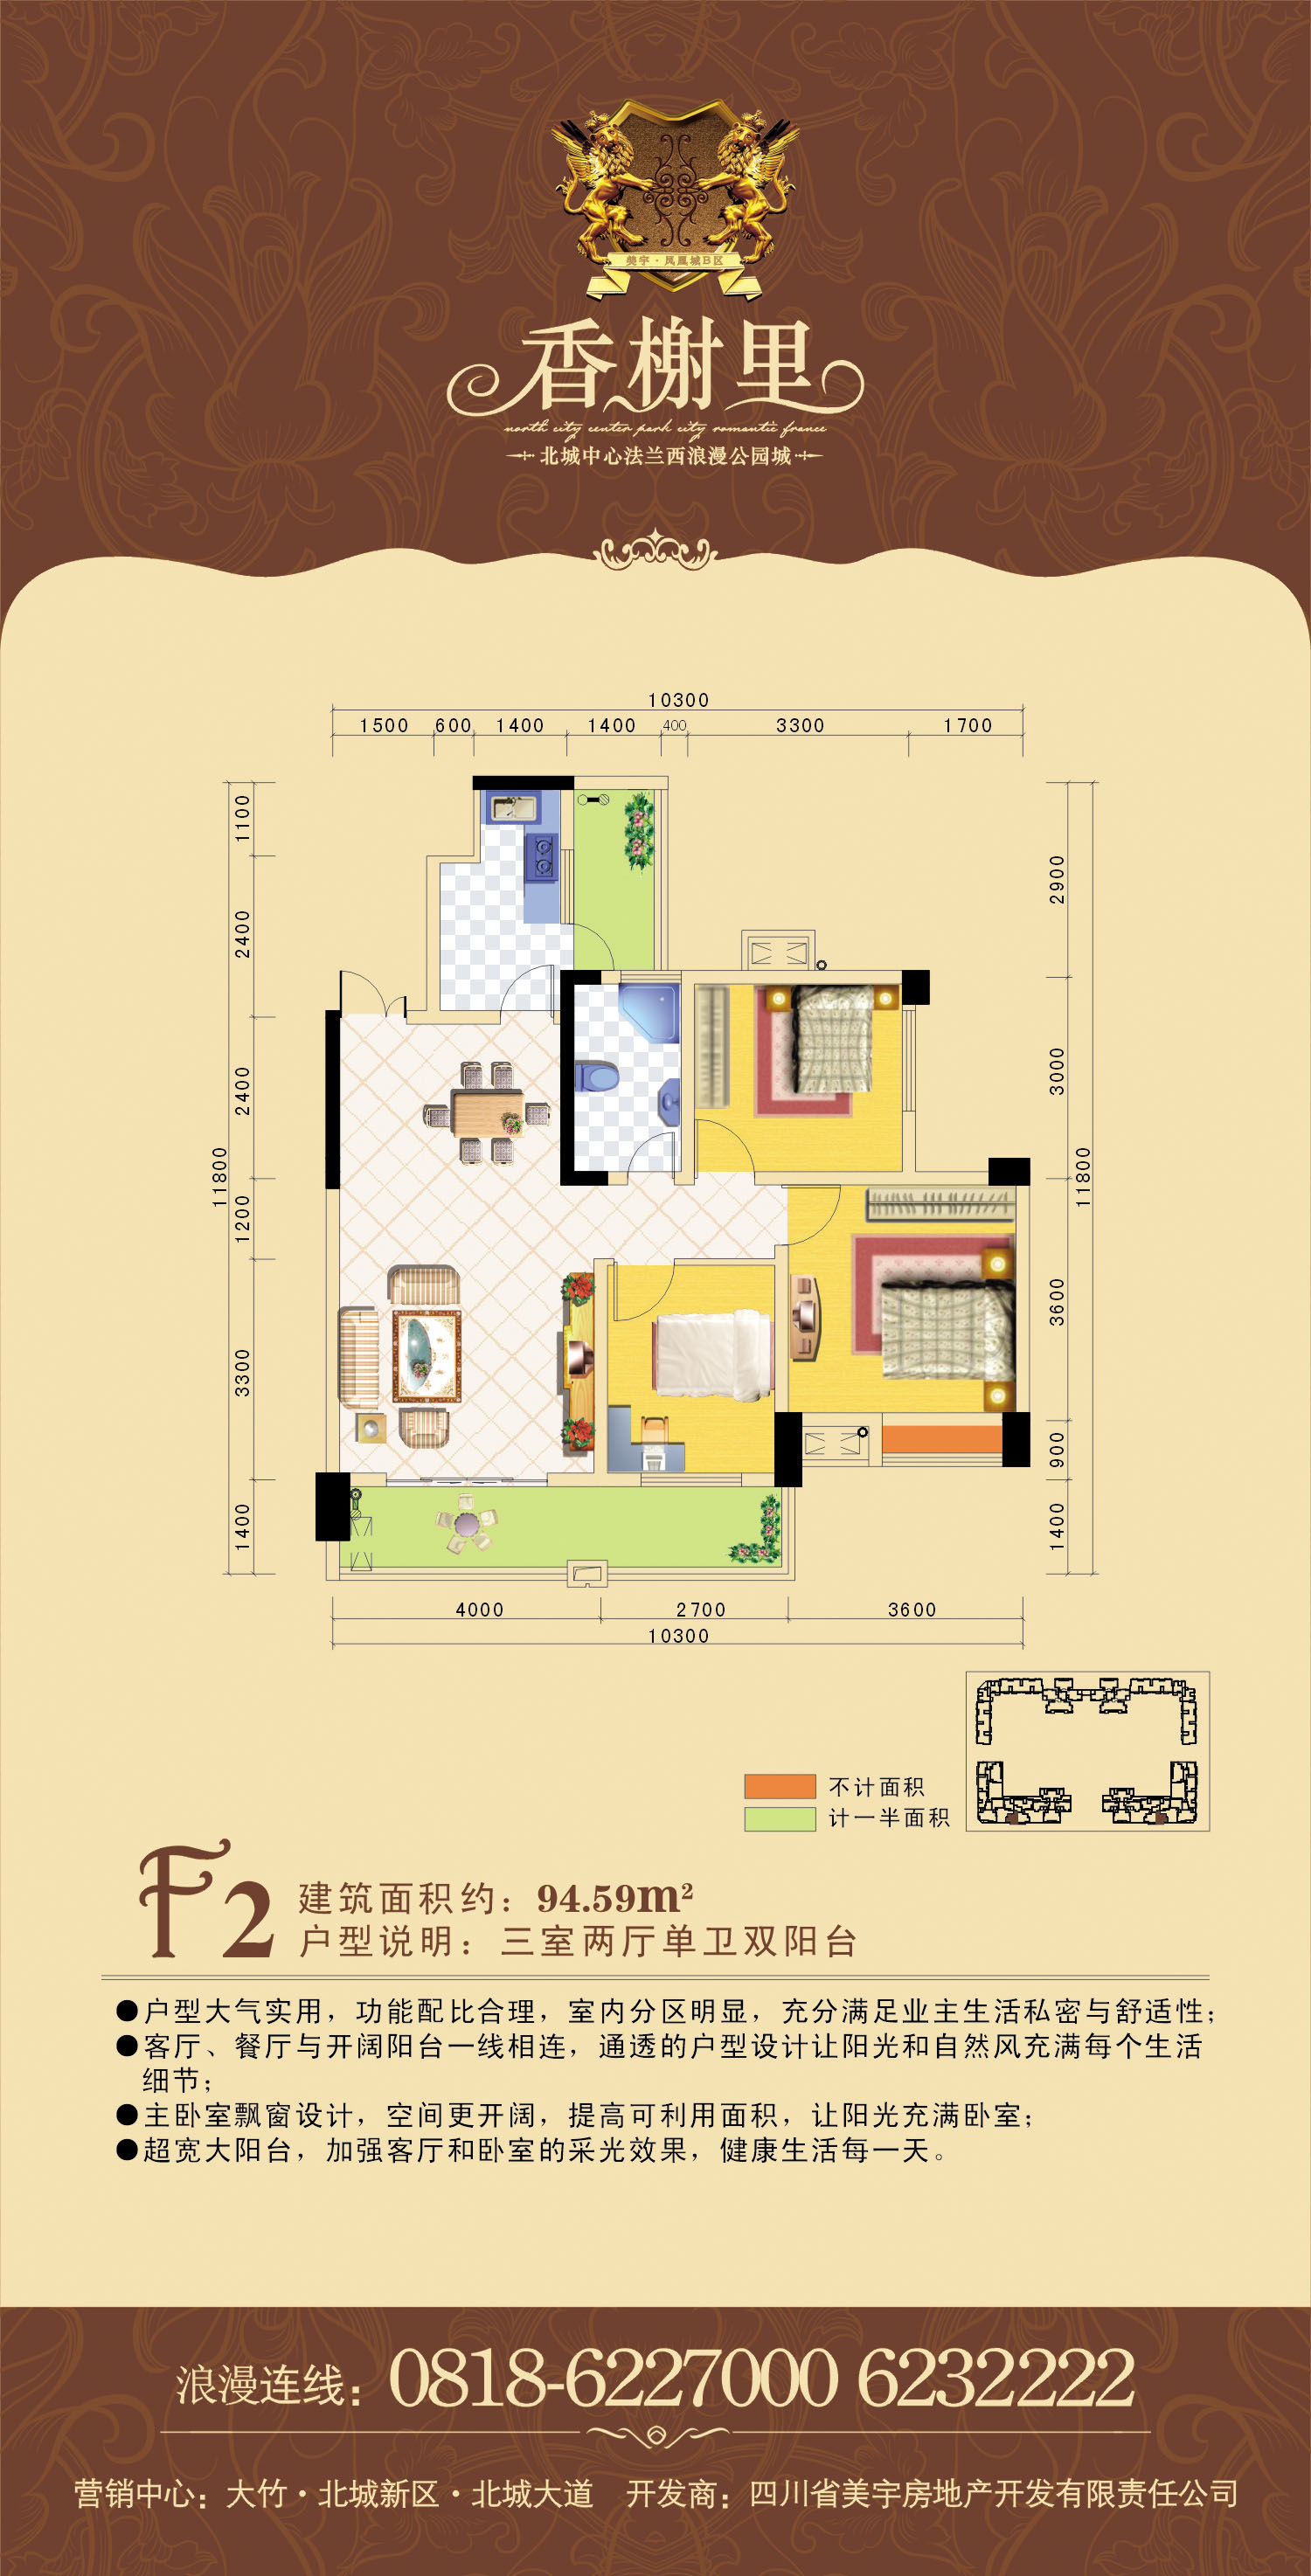 美宇·凤凰城B区
香榭里
north city center park city romantic france
北城中心法兰西浪漫公园城
10300
1500 600 1400 1400 400 3300 1700
1100
2400
2400
1200
3300
1400
11800
2900
3000
3600
900
1400
11800
4000 2700 3600
10300
不计面积
计一半面积
F2
建筑面积约：94.59m²
户型说明：三室两厅单卫双阳台
●户型大气实用，功能配比合理，室内分区明显，充分满足业主生活私密与舒适性；
●客厅、餐厅与开阔阳台一线相连，通透的户型设计让阳光和自然风充满每个生活
细节；
●主卧室飘窗设计，空间更开阔，提高可利用面积，让阳光充满卧室；
●超宽大阳台，加强客厅和卧室的采光效果，健康生活每一天。
浪漫连线：0818-6227000 6232222
营销中心：大竹·北城新区·北城大道 开发商：四川省美宇房地产开发有限责任公司